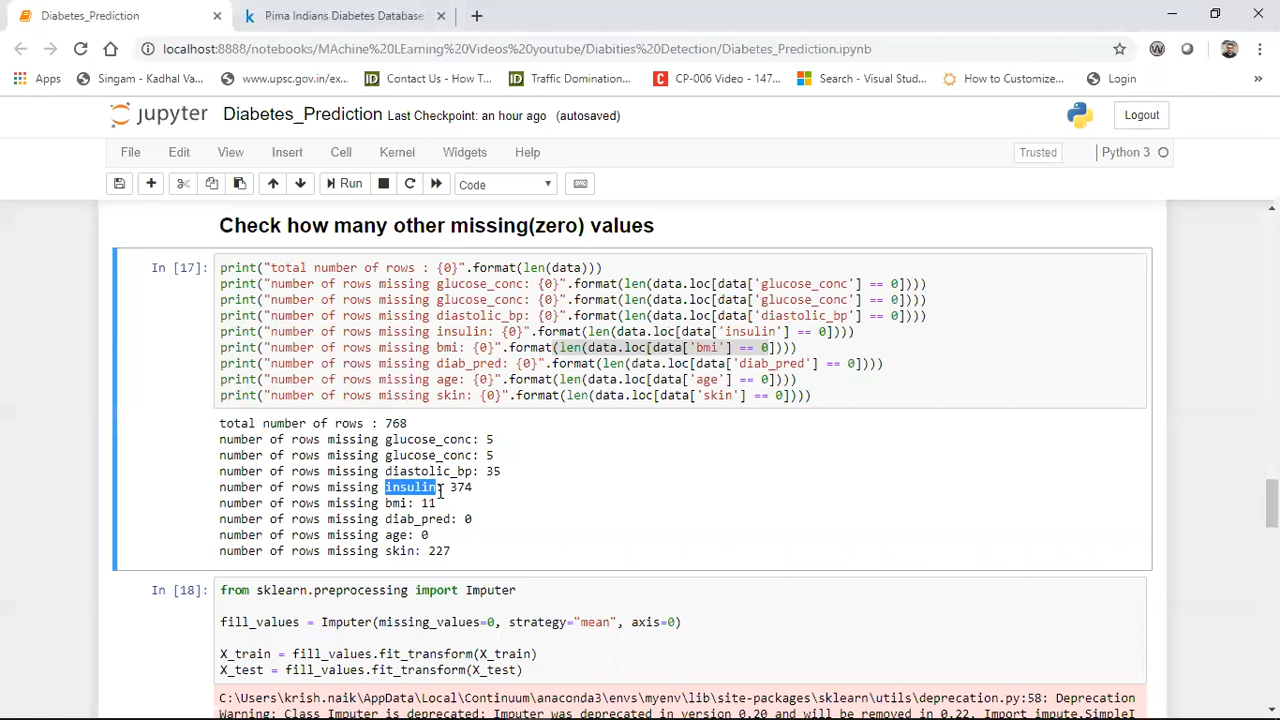 Diabetes_Prediction
Pima Indians Diabetes Database
localhost:8888/notebooks/MAchine%20LEarning%20Videos%20youtube/Diabities%20Detection/Diabetes_Prediction.ipynb
Apps Singam - Kadhal Va... www.upsc.gov.in/ex... Contact Us - How T... Traffic Domination... CP-006 Video - 147... Search - Visual Stud... How to Customize... Login »
jupyter Diabetes_Prediction Last Checkpoint: an hour ago (autosaved) Logout
File Edit View Insert Cell Kernel Widgets Help Trusted Python 3
Run Code
Check how many other missing(zero) values
In [17]: print("total number of rows : {0}".format(len(data)))
print("number of rows missing glucose_conc: {0}".format(len(data.loc[data['glucose_conc'] == 0])))
print("number of rows missing glucose_conc: {0}".format(len(data.loc[data['glucose_conc'] == 0])))
print("number of rows missing diastolic_bp: {0}".format(len(data.loc[data['diastolic_bp'] == 0])))
print("number of rows missing insulin: {0}".format(len(data.loc[data['insulin'] == 0])))
print("number of rows missing bmi: {0}".format(len(data.loc[data['bmi'] == 0])))
print("number of rows missing diab_pred: {0}".format(len(data.loc[data['diab_pred'] == 0])))
print("number of rows missing age: {0}".format(len(data.loc[data['age'] == 0])))
print("number of rows missing skin: {0}".format(len(data.loc[data['skin'] == 0])))
total number of rows : 768
number of rows missing glucose_conc: 5
number of rows missing glucose_conc: 5
number of rows missing diastolic_bp: 35
number of rows missing insulin: 374
number of rows missing bmi: 11
number of rows missing diab_pred: 0
number of rows missing age: 0
number of rows missing skin: 227
In [18]: from sklearn.preprocessing import Imputer
fill_values = Imputer(missing_values=0, strategy="mean", axis=0)
X_train = fill_values.fit_transform(X_train)
X_test = fill_values.fit_transform(X_test)
C:\Users\krish.naik\AppData\Local\Continuum\anaconda3\envs\myenv\lib\site-packages\sklearn\utils\deprecation.py:58: Deprecation
Warning: Class Imputer is deprecated; Imputer was deprecated in version 0.20 and will be removed in 0.22. Import impute.SimpleI